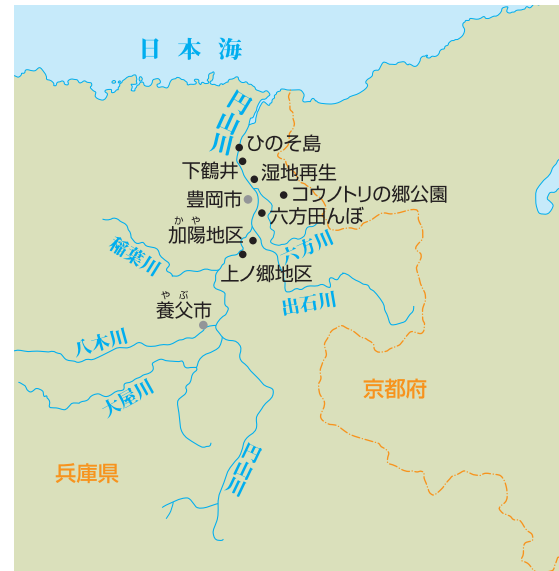 日本海
円山川
ひのそ島
下鶴井
湿地再生
コウノトリの郷公園
豊岡市
六方田んぼ
かや
加陽地区
六方川
稲葉川
上ノ郷地区
出石川
やぶ
養父市
八木川
大屋川
京都府
円山川
兵庫県